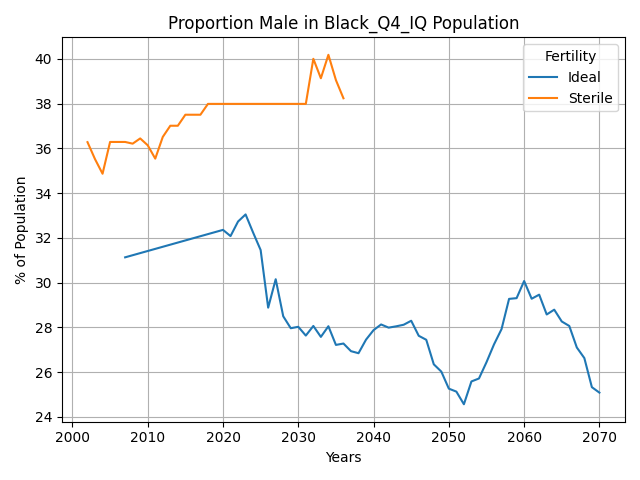 Proportion Male in Black_Q4_IQ Population
% of Population
40
38
36
34
32
30
28
26
24
Fertility
Ideal
Sterile
2000 2010 2020 2030 2040 2050 2060 2070
Years